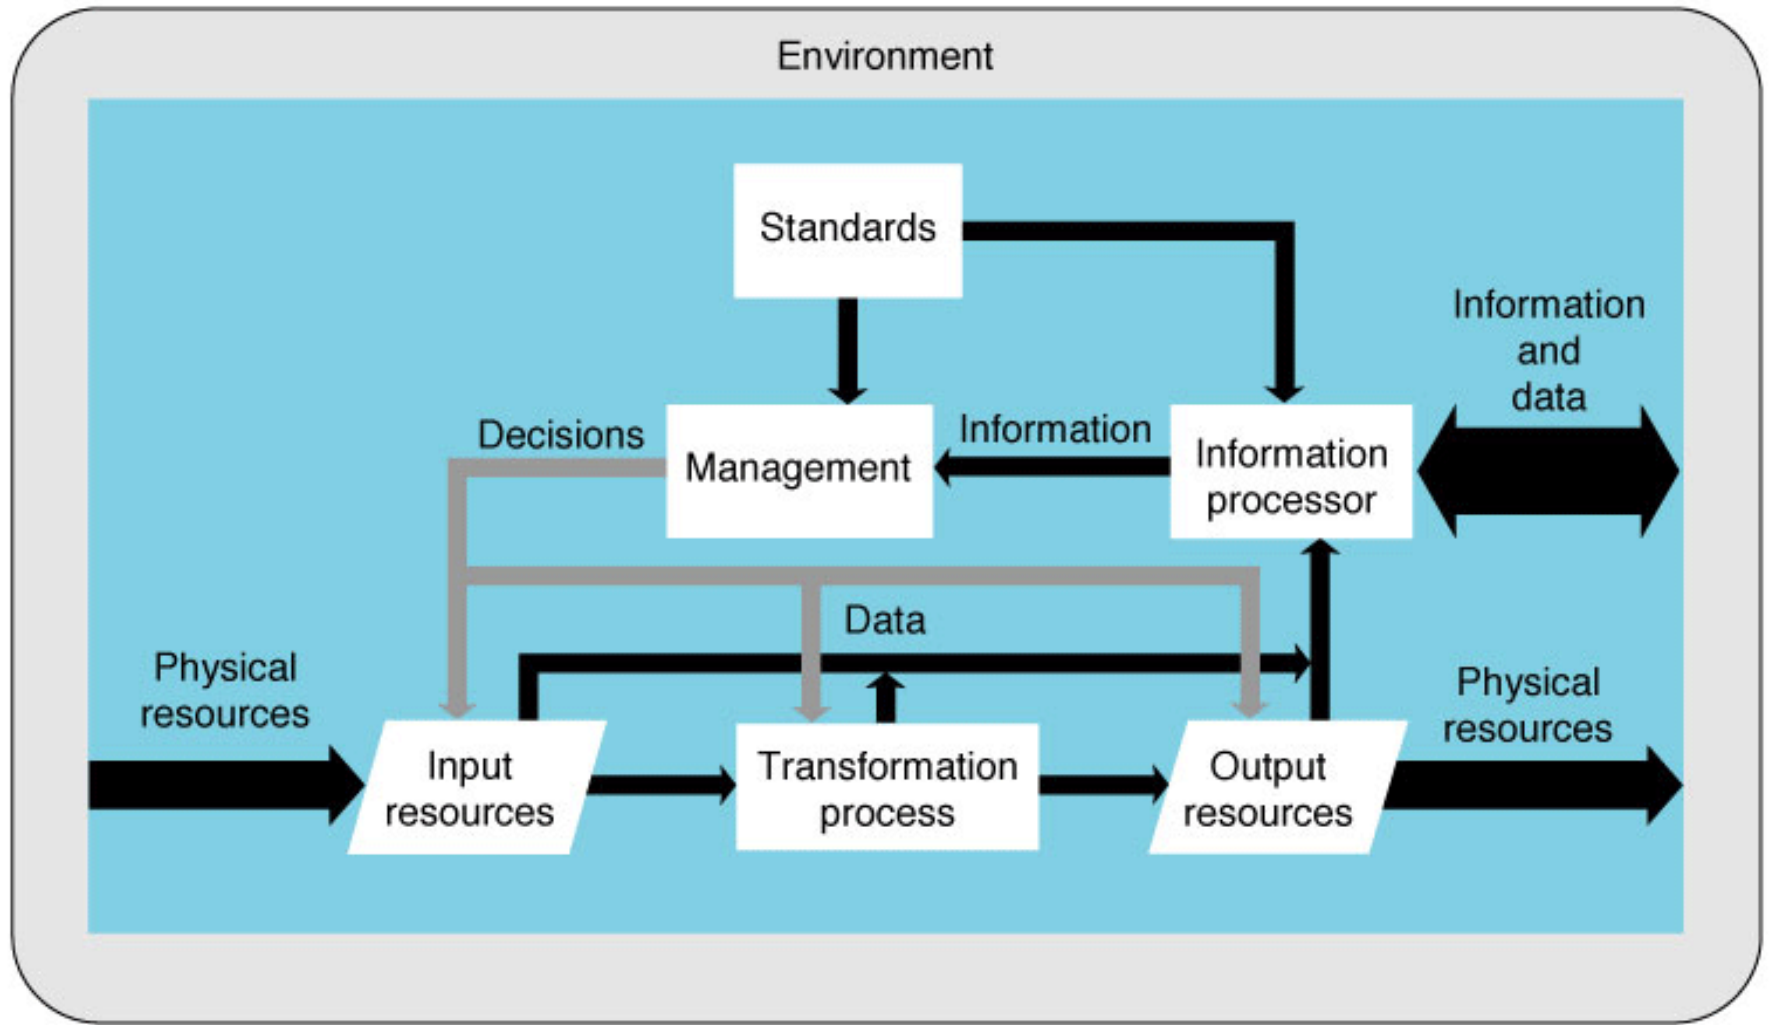 Environment
Standards
Information
and
data
Decisions
Management
Information
Information
processor
Data
Physical
resources
Input
resources
Transformation
process
Output
resources
Physical
resources